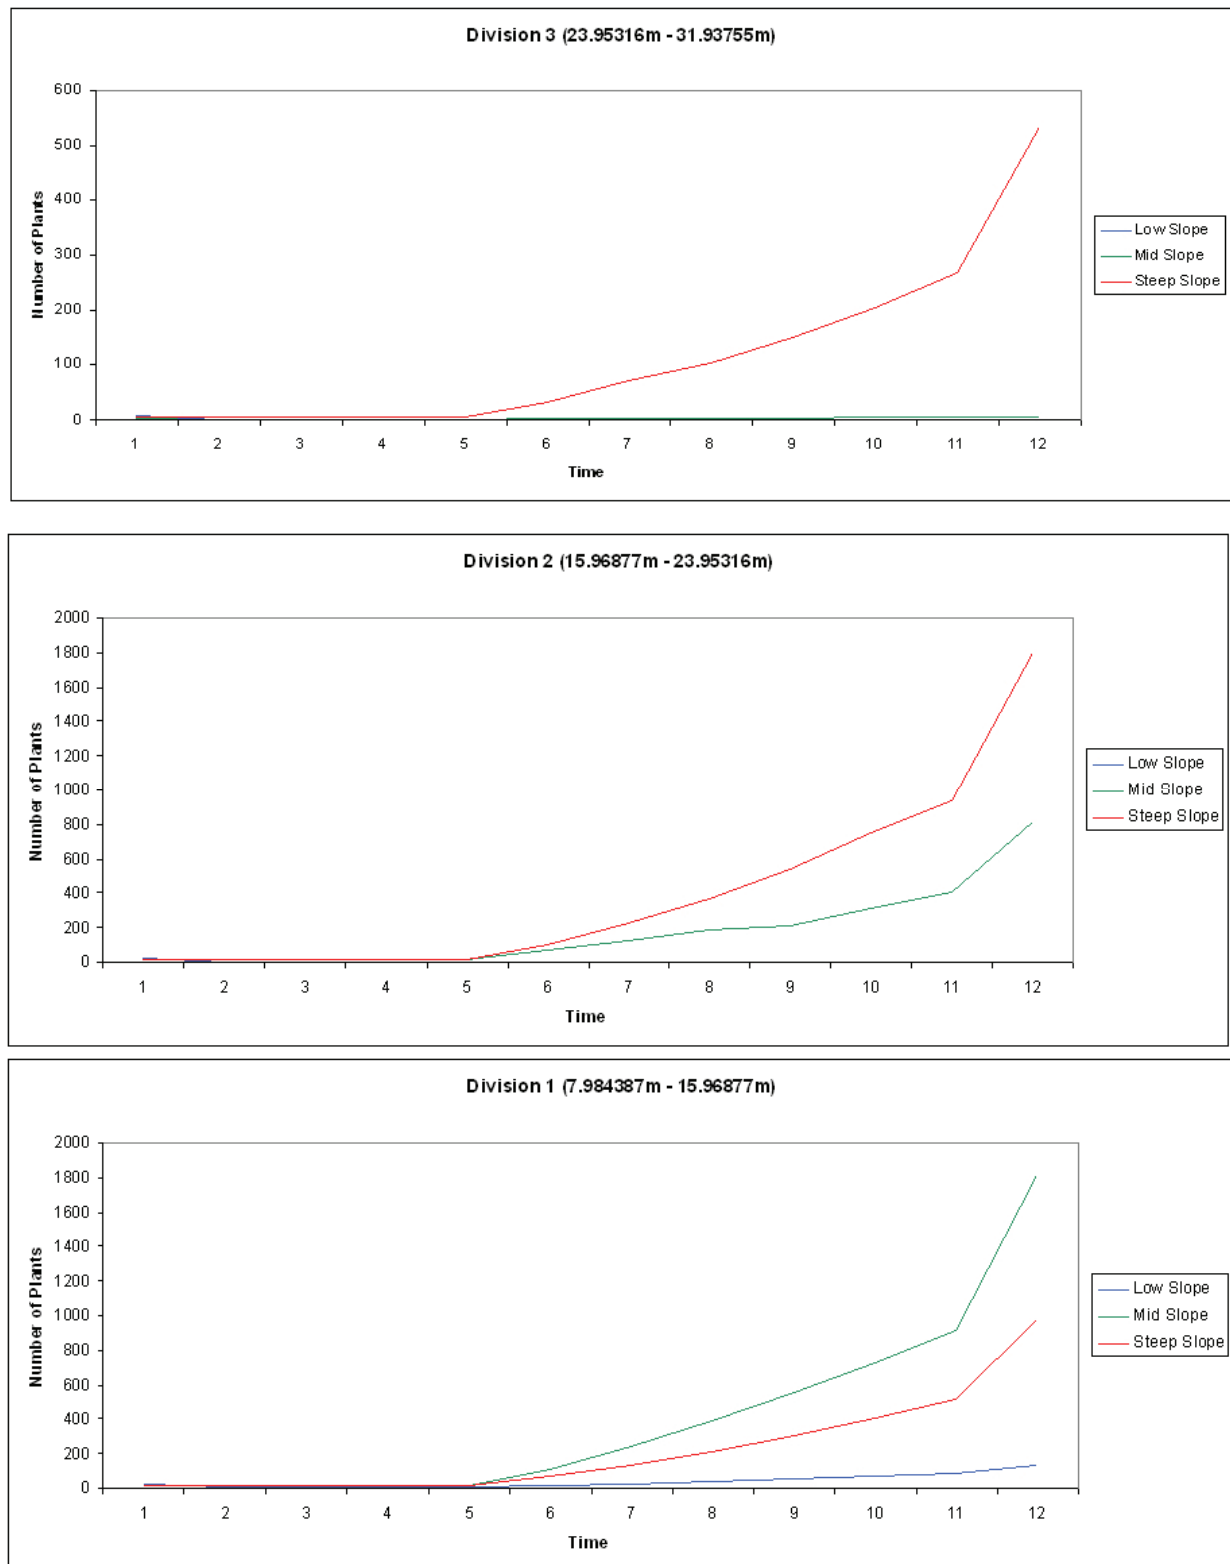 Division 3 (23.95316m - 31.93755m)
600
500
400
300
200
100
0
Number of Plants
1 2 3 4 5 6 7 8 9 10 11 12
Time
Low Slope
Mid Slope
Steep Slope
Division 2 (15.96877m - 23.95316m)
2000
1800
1600
1400
1200
1000
800
600
400
200
0
Number of Plants
1 2 3 4 5 6 7 8 9 10 11 12
Time
Low Slope
Mid Slope
Steep Slope
Division 1 (7.984387m - 15.96877m)
2000
1800
1600
1400
1200
1000
800
600
400
200
0
Number of Plants
1 2 3 4 5 6 7 8 9 10 11 12
Time
Low Slope
Mid Slope
Steep Slope